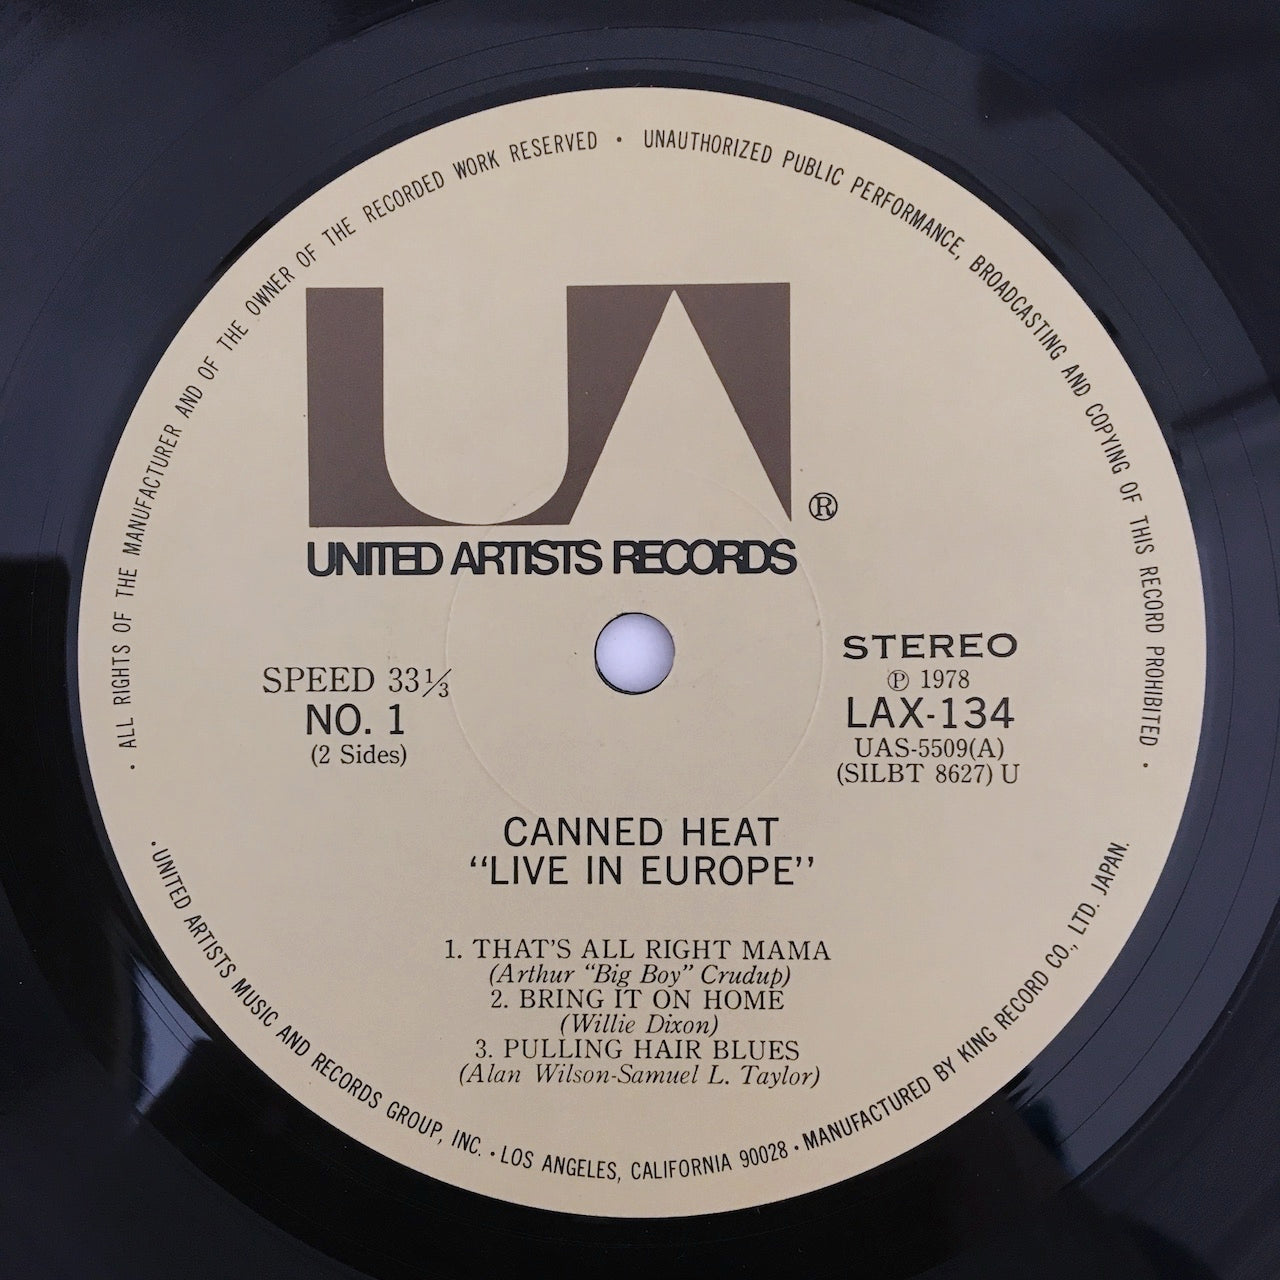 · ALL RIGHTS OF THE MANUFACTURER AND OF THE OWNER OF THE RECORDED WORK RESERVED · UNAUTHORIZED PUBLIC PERFORMANCE, BROADCASTING AND COPYING OF THIS RECORD PROHIBITED ·
UA
®
UNITED ARTISTS RECORDS
SPEED 33⅓
NO. 1
(2 Sides)
STEREO
Ⓟ 1978
LAX-134
UAS-5509(A)
(SILBT 8627) U
CANNED HEAT
“LIVE IN EUROPE”
1. THAT'S ALL RIGHT MAMA
(Arthur “Big Boy” Crudup)
2. BRING IT ON HOME
(Willie Dixon)
3. PULLING HAIR BLUES
(Alan Wilson-Samuel L. Taylor)
·UNITED ARTISTS MUSIC AND RECORDS GROUP, INC. · LOS ANGELES, CALIFORNIA 90028 · MANUFACTURED BY KING RECORD CO., LTD. JAPAN.